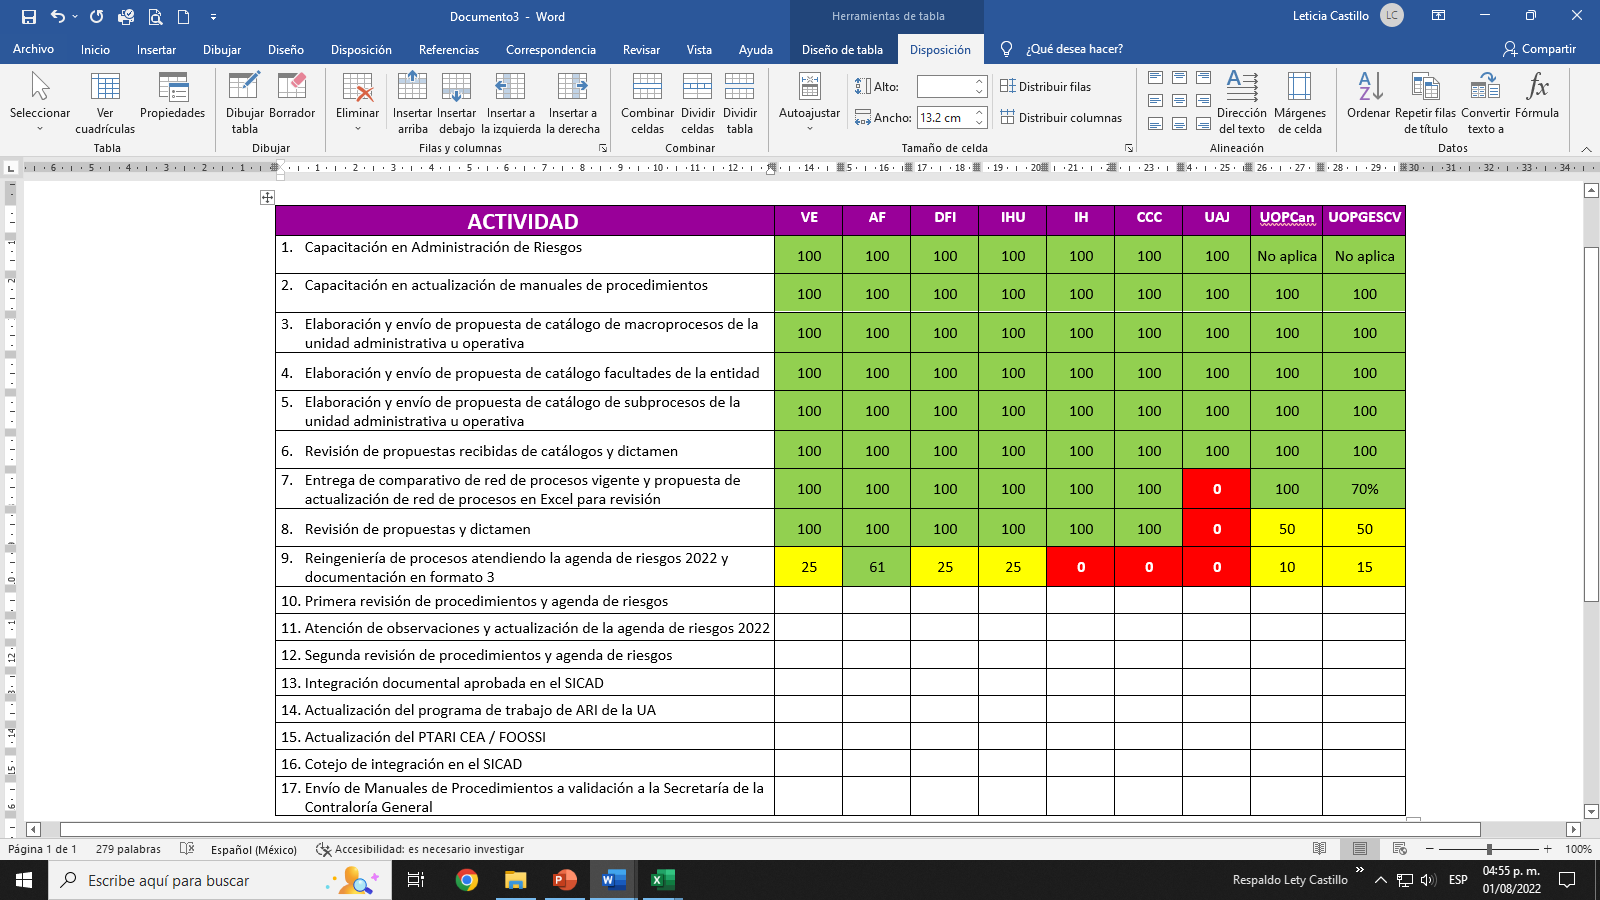 Documento3 - Word
Herramientas de tabla
Leticia Castillo
LC
Archivo Inicio Insertar Dibujar Diseño Disposición Referencias Correspondencia Revisar Vista Ayuda Diseño de tabla Disposición ¿Qué desea hacer? Compartir
Seleccionar
Ver cuadrículas
Propiedades
Tabla
Dibujar tabla
Borrador
Dibujar
Eliminar
Insertar arriba
Insertar debajo
Insertar a la izquierda
Insertar a la derecha
Filas y columnas
Combinar celdas
Dividir celdas
Dividir tabla
Combinar
Autoajustar
Alto:
Ancho: 13.2 cm
Distribuir filas
Distribuir columnas
Tamaño de celda
Dirección del texto
Márgenes de celda
Alineación
Ordenar
Repetir filas de título
Convertir texto a
Fórmula
Datos
ACTIVIDAD VE AF DFI IHU IH CCC UAJ UOPCan UOPGESCV
1. Capacitación en Administración de Riesgos 100 100 100 100 100 100 100 No aplica No aplica
2. Capacitación en actualización de manuales de procedimientos 100 100 100 100 100 100 100 100 100
3. Elaboración y envío de propuesta de catálogo de macroprocesos de la
unidad administrativa u operativa 100 100 100 100 100 100 100 100 100
4. Elaboración y envío de propuesta de catálogo facultades de la entidad 100 100 100 100 100 100 100 100 100
5. Elaboración y envío de propuesta de catálogo de subprocesos de la
unidad administrativa u operativa 100 100 100 100 100 100 100 100 100
6. Revisión de propuestas recibidas de catálogos y dictamen 100 100 100 100 100 100 100 100 100
7. Entrega de comparativo de red de procesos vigente y propuesta de
actualización de red de procesos en Excel para revisión 100 100 100 100 100 100 0 100 70%
8. Revisión de propuestas y dictamen 100 100 100 100 100 100 0 50 50
9. Reingeniería de procesos atendiendo la agenda de riesgos 2022 y
documentación en formato 3 25 61 25 25 0 0 0 10 15
10. Primera revisión de procedimientos y agenda de riesgos
11. Atención de observaciones y actualización de la agenda de riesgos 2022
12. Segunda revisión de procedimientos y agenda de riesgos
13. Integración documental aprobada en el SICAD
14. Actualización del programa de trabajo de ARI de la UA
15. Actualización del PTARI CEA / FOOSSI
16. Cotejo de integración en el SICAD
17. Envío de Manuales de Procedimientos a validación a la Secretaría de la
Contraloría General
Página 1 de 1 279 palabras Español (México) Accesibilidad: es necesario investigar 100%
Escribe aquí para buscar
Respaldo Lety Castillo
ESP
04:55 p. m.
01/08/2022